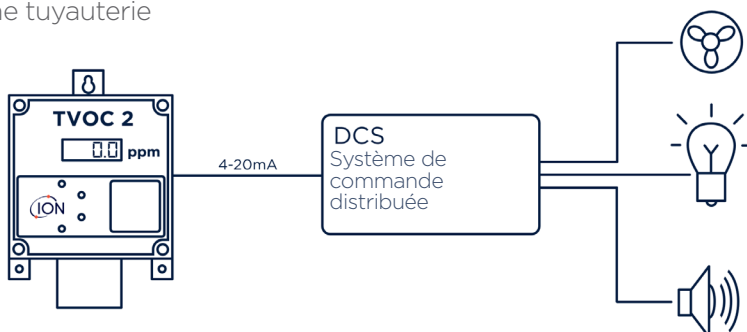 ne tuyauterie
TVOC 2
0.0 ppm
ION
4-20mA
DCS
Système de
commande
distribuée